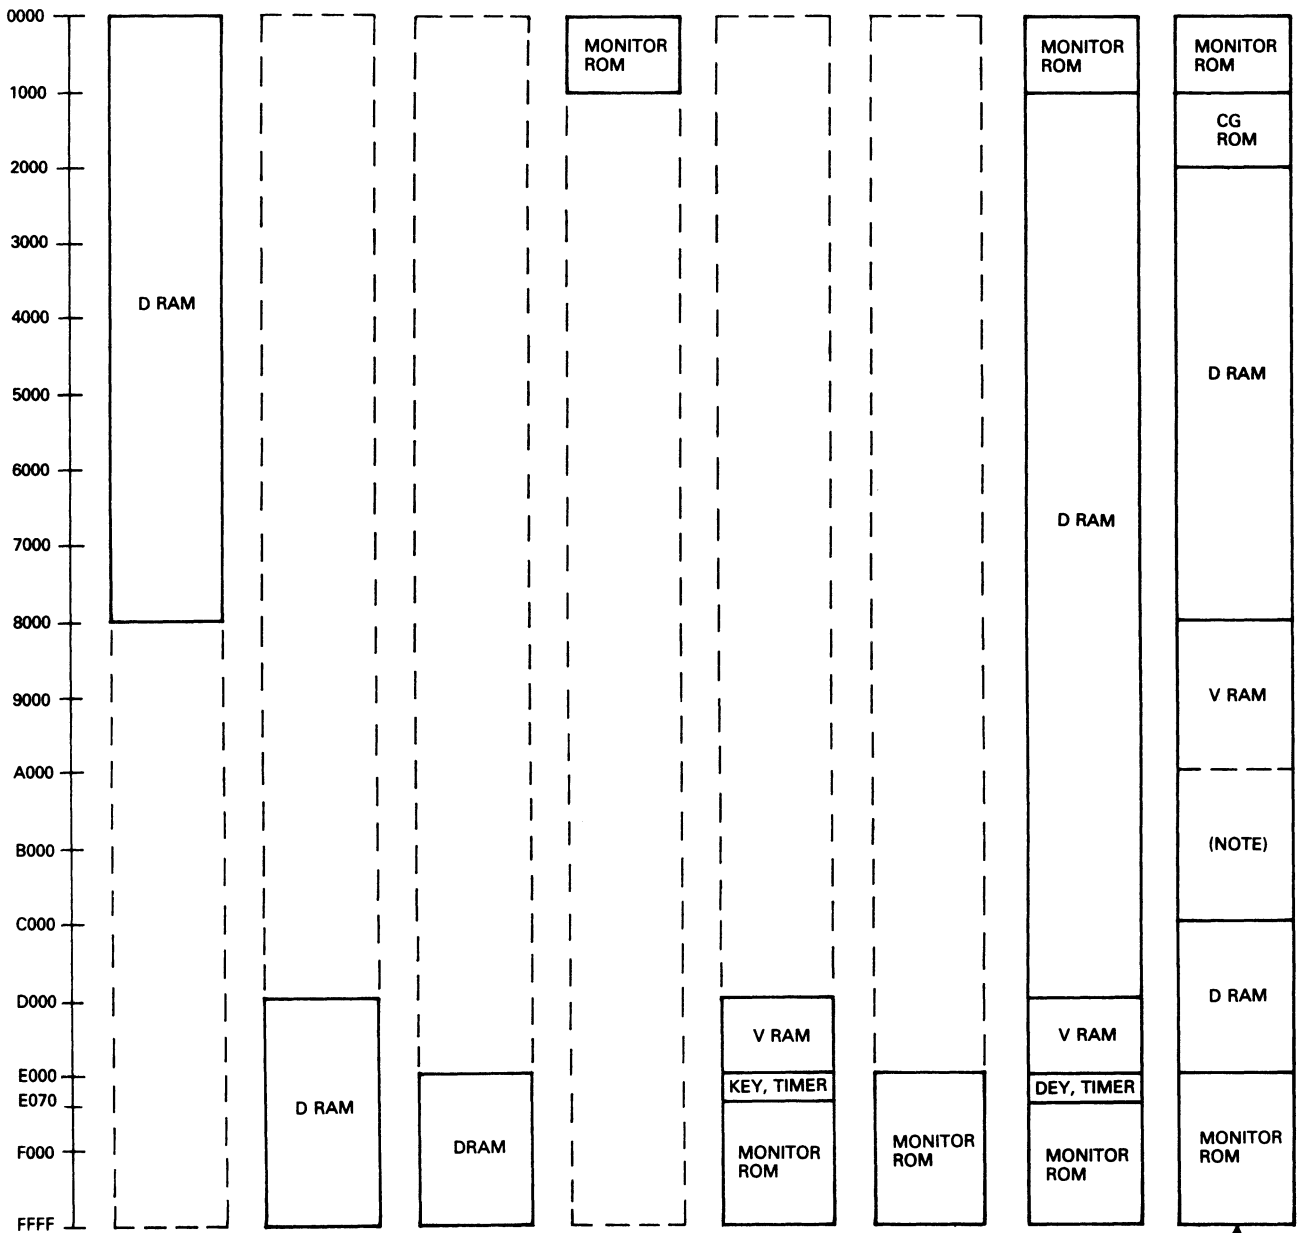 0000
MONITOR
ROM
MONITOR
ROM
MONITOR
ROM
1000
CG
ROM
2000
3000
D RAM
4000
D RAM
5000
6000
D RAM
7000
8000
V RAM
9000
A000
(NOTE)
B000
C000
D RAM
D000
V RAM
V RAM
E000
KEY, TIMER
DEY, TIMER
E070
D RAM
DRAM
MONITOR
ROM
MONITOR
ROM
MONITOR
ROM
MONITOR
ROM
F000
FFFF